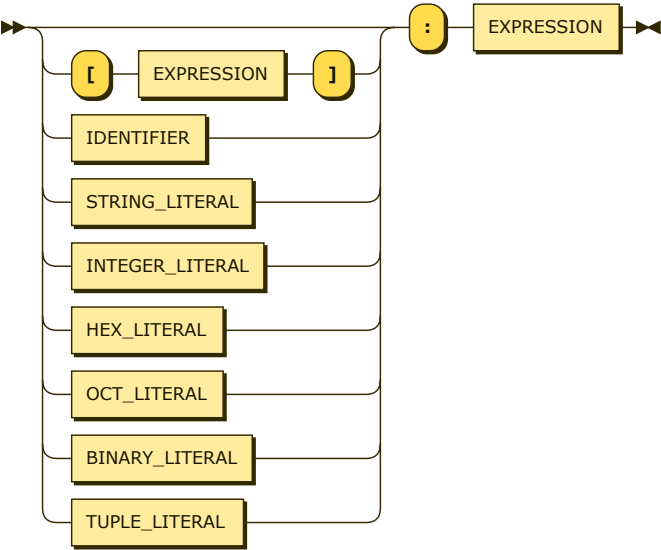 : EXPRESSION
[ EXPRESSION ]
IDENTIFIER
STRING_LITERAL
INTEGER_LITERAL
HEX_LITERAL
OCT_LITERAL
BINARY_LITERAL
TUPLE_LITERAL